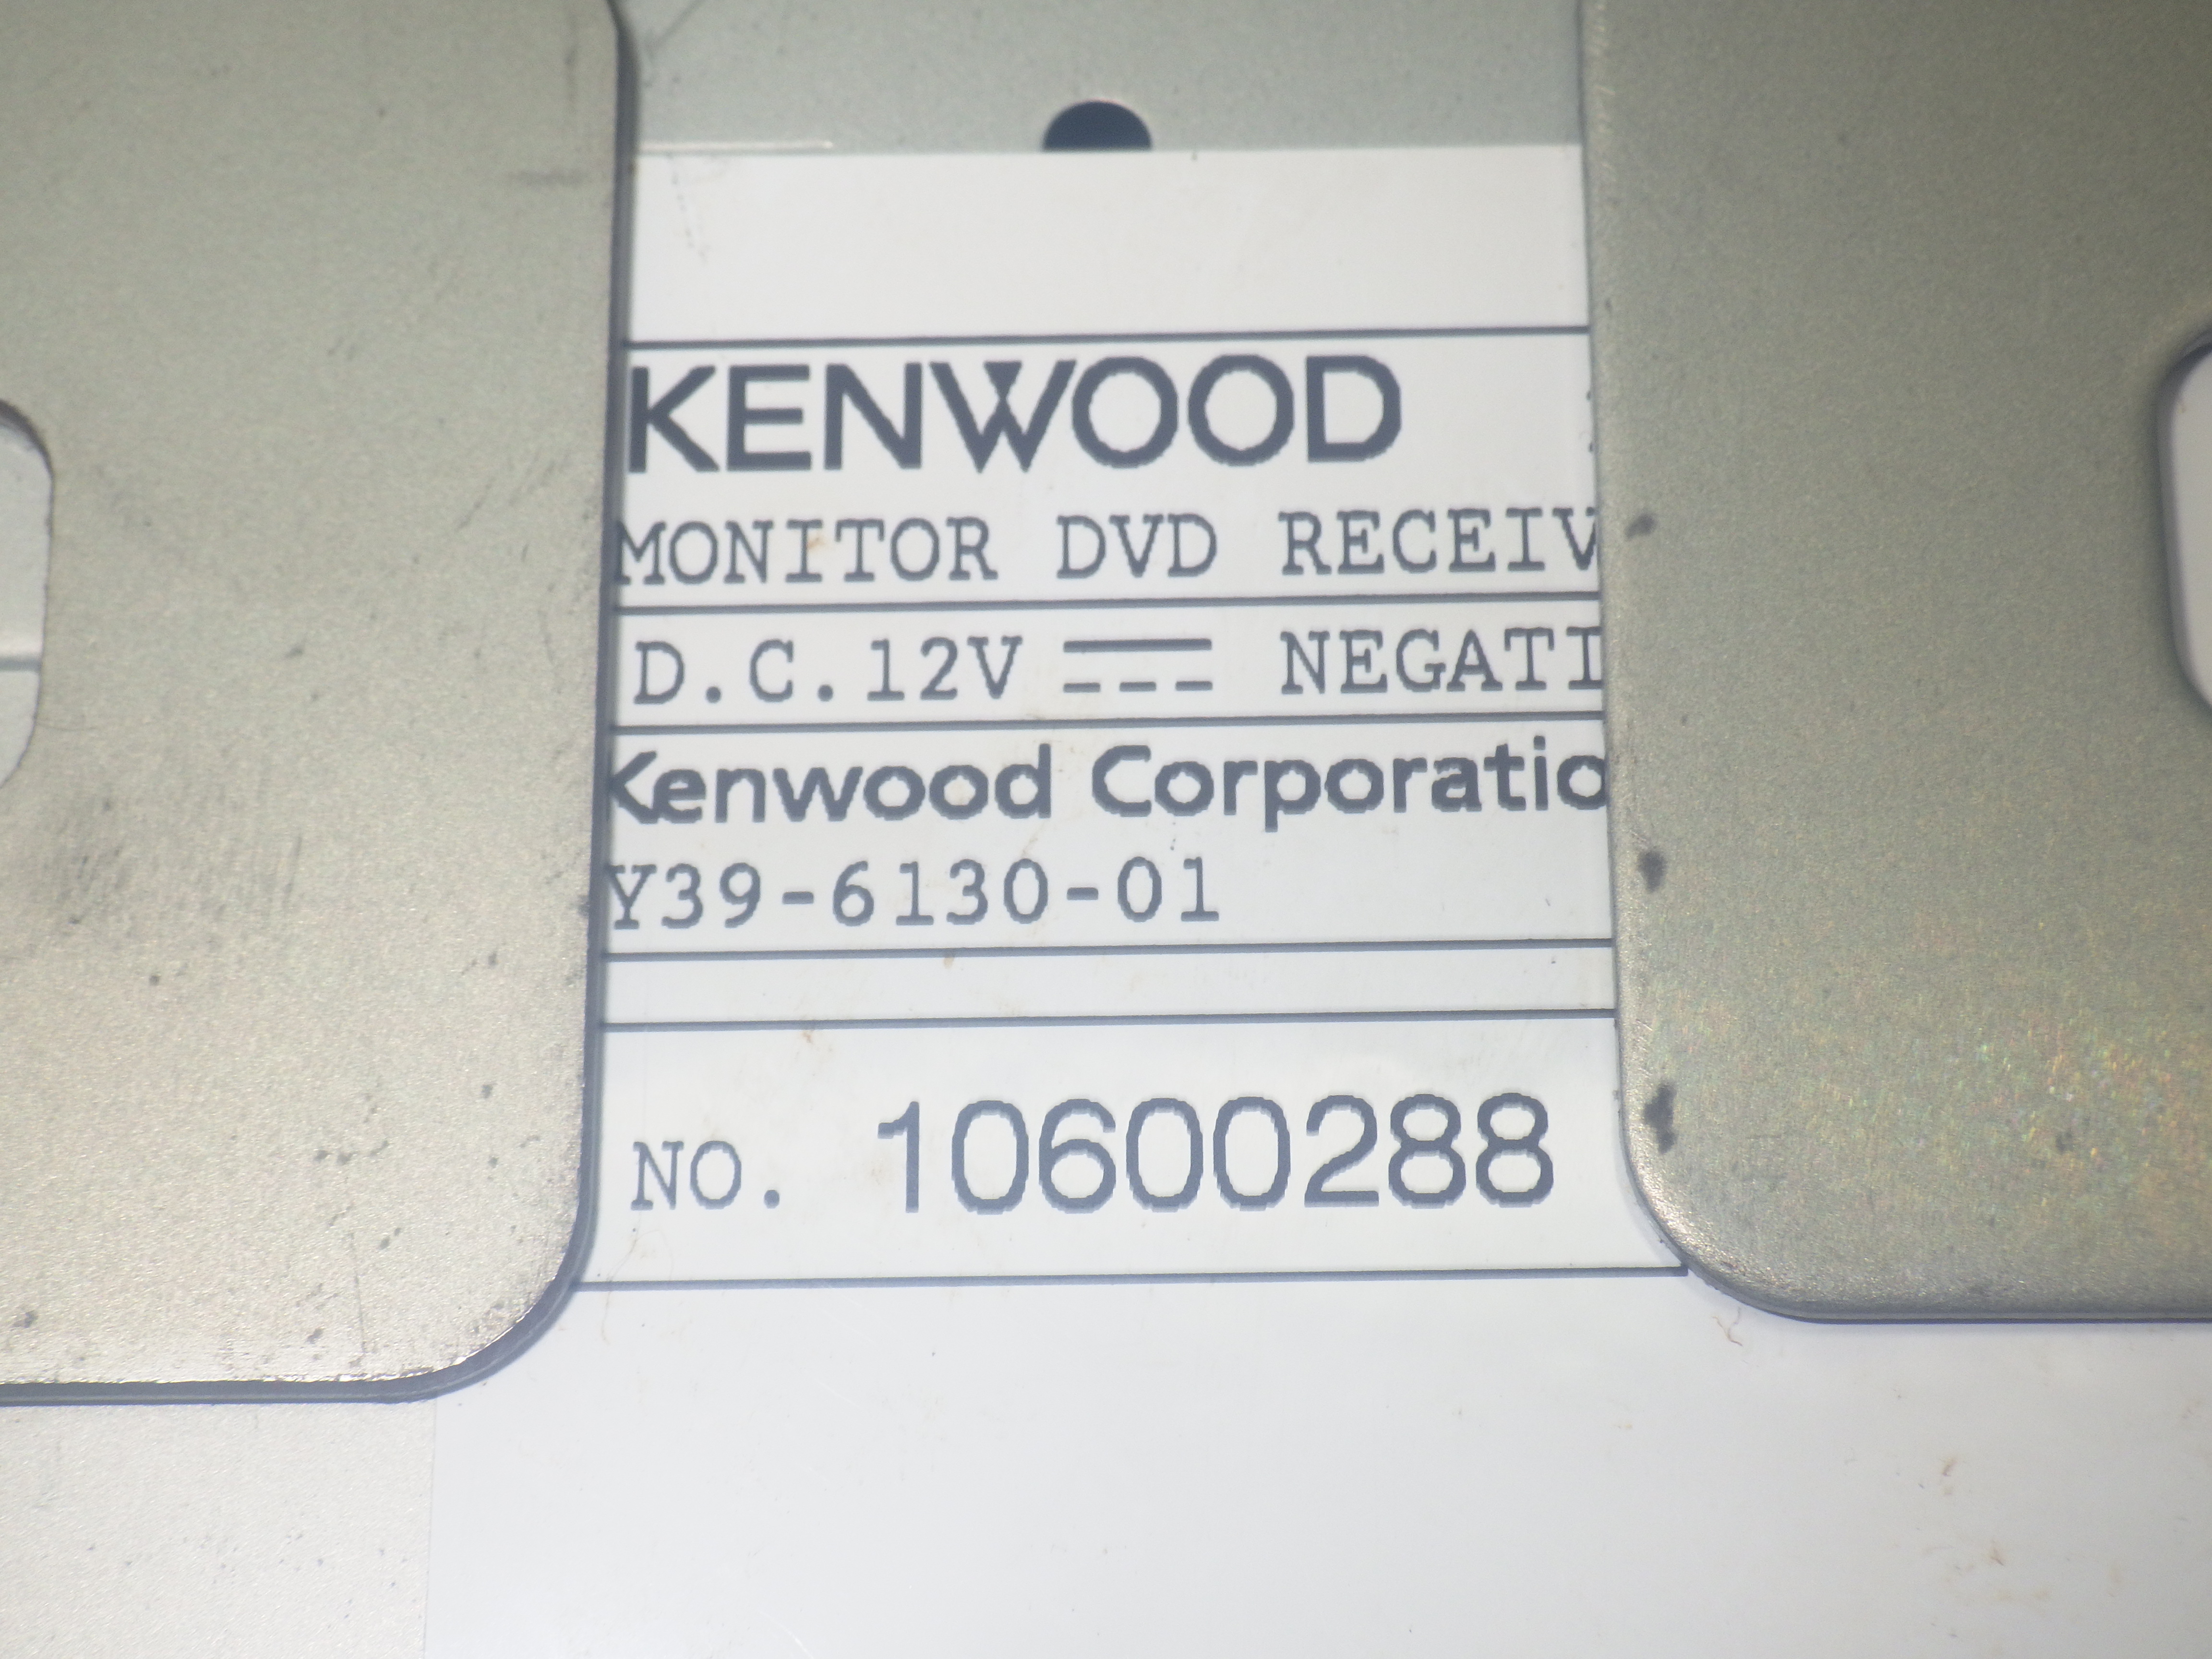 KENWOOD
MONITOR DVD RECEIV
D.C.12V NEGATI
Kenwood Corporatio
Y39-6130-01
NO. 10600288